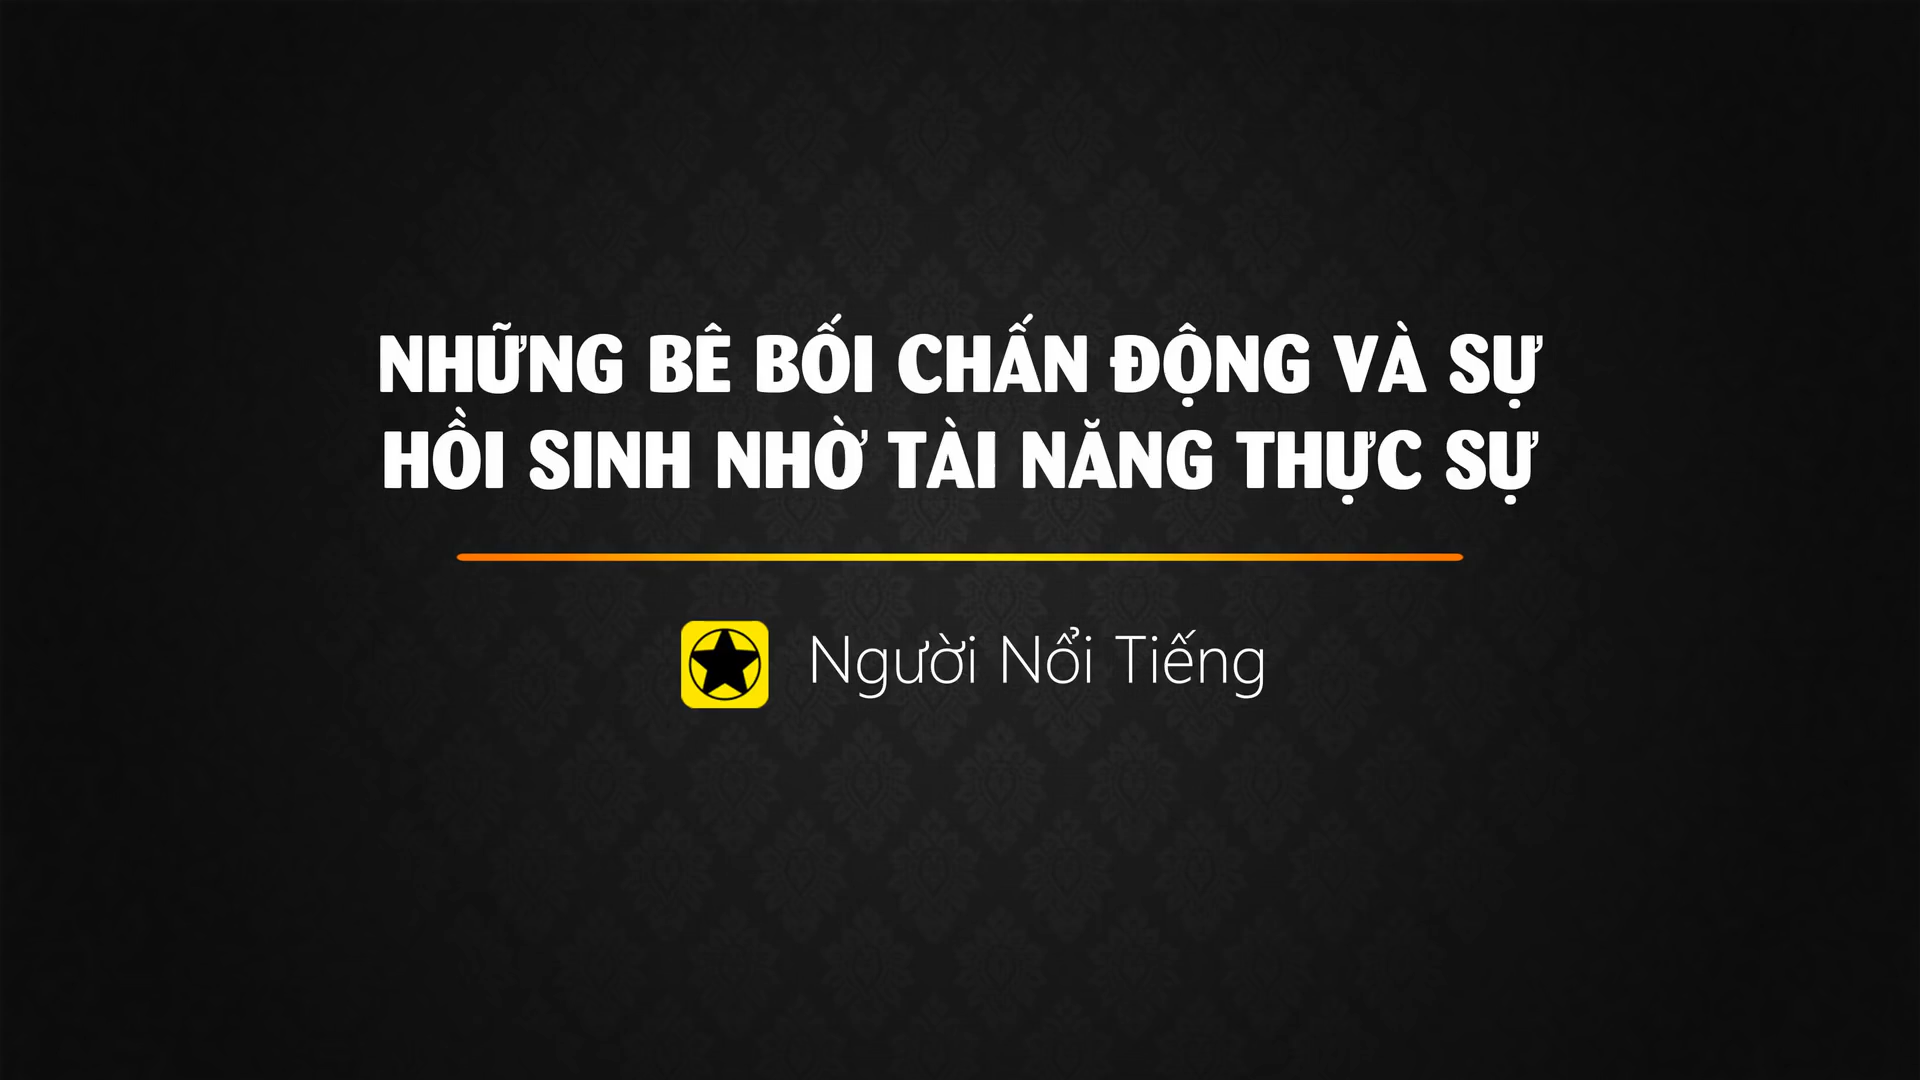 NHỮNG BÊ BỐI CHẤN ĐỘNG VÀ SỰ
HỒI SINH NHỜ TÀI NĂNG THỰC SỰ
Người Nổi Tiếng